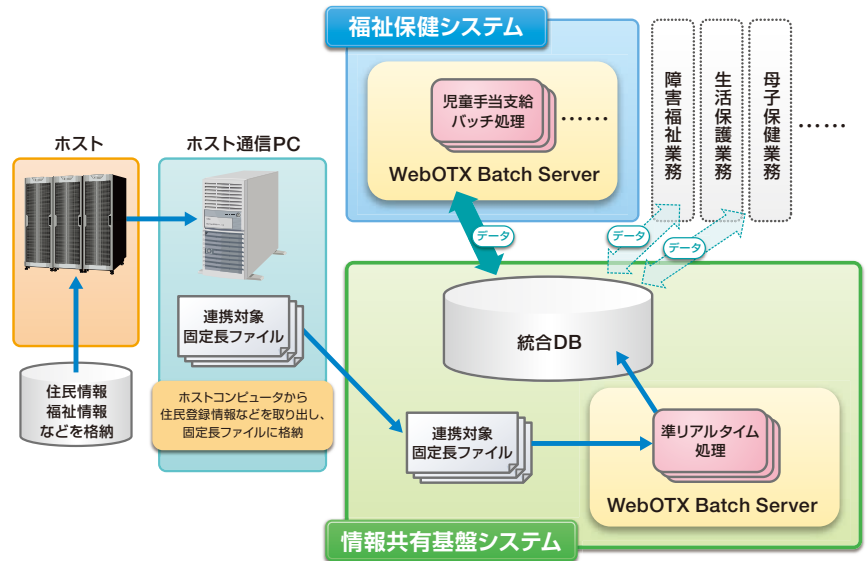 福祉保健システム
児童手当支給
バッチ処理
……
WebOTX Batch Server
障害福祉業務
生活保護業務
母子保健業務
……
ホスト
ホスト通信PC
データ
データ
データ
連携対象
固定長ファイル
住民情報
福祉情報
などを格納
ホストコンピュータから
住民登録情報などを取り出し、
固定長ファイルに格納
統合DB
連携対象
固定長ファイル
準リアルタイム
処理
WebOTX Batch Server
情報共有基盤システム